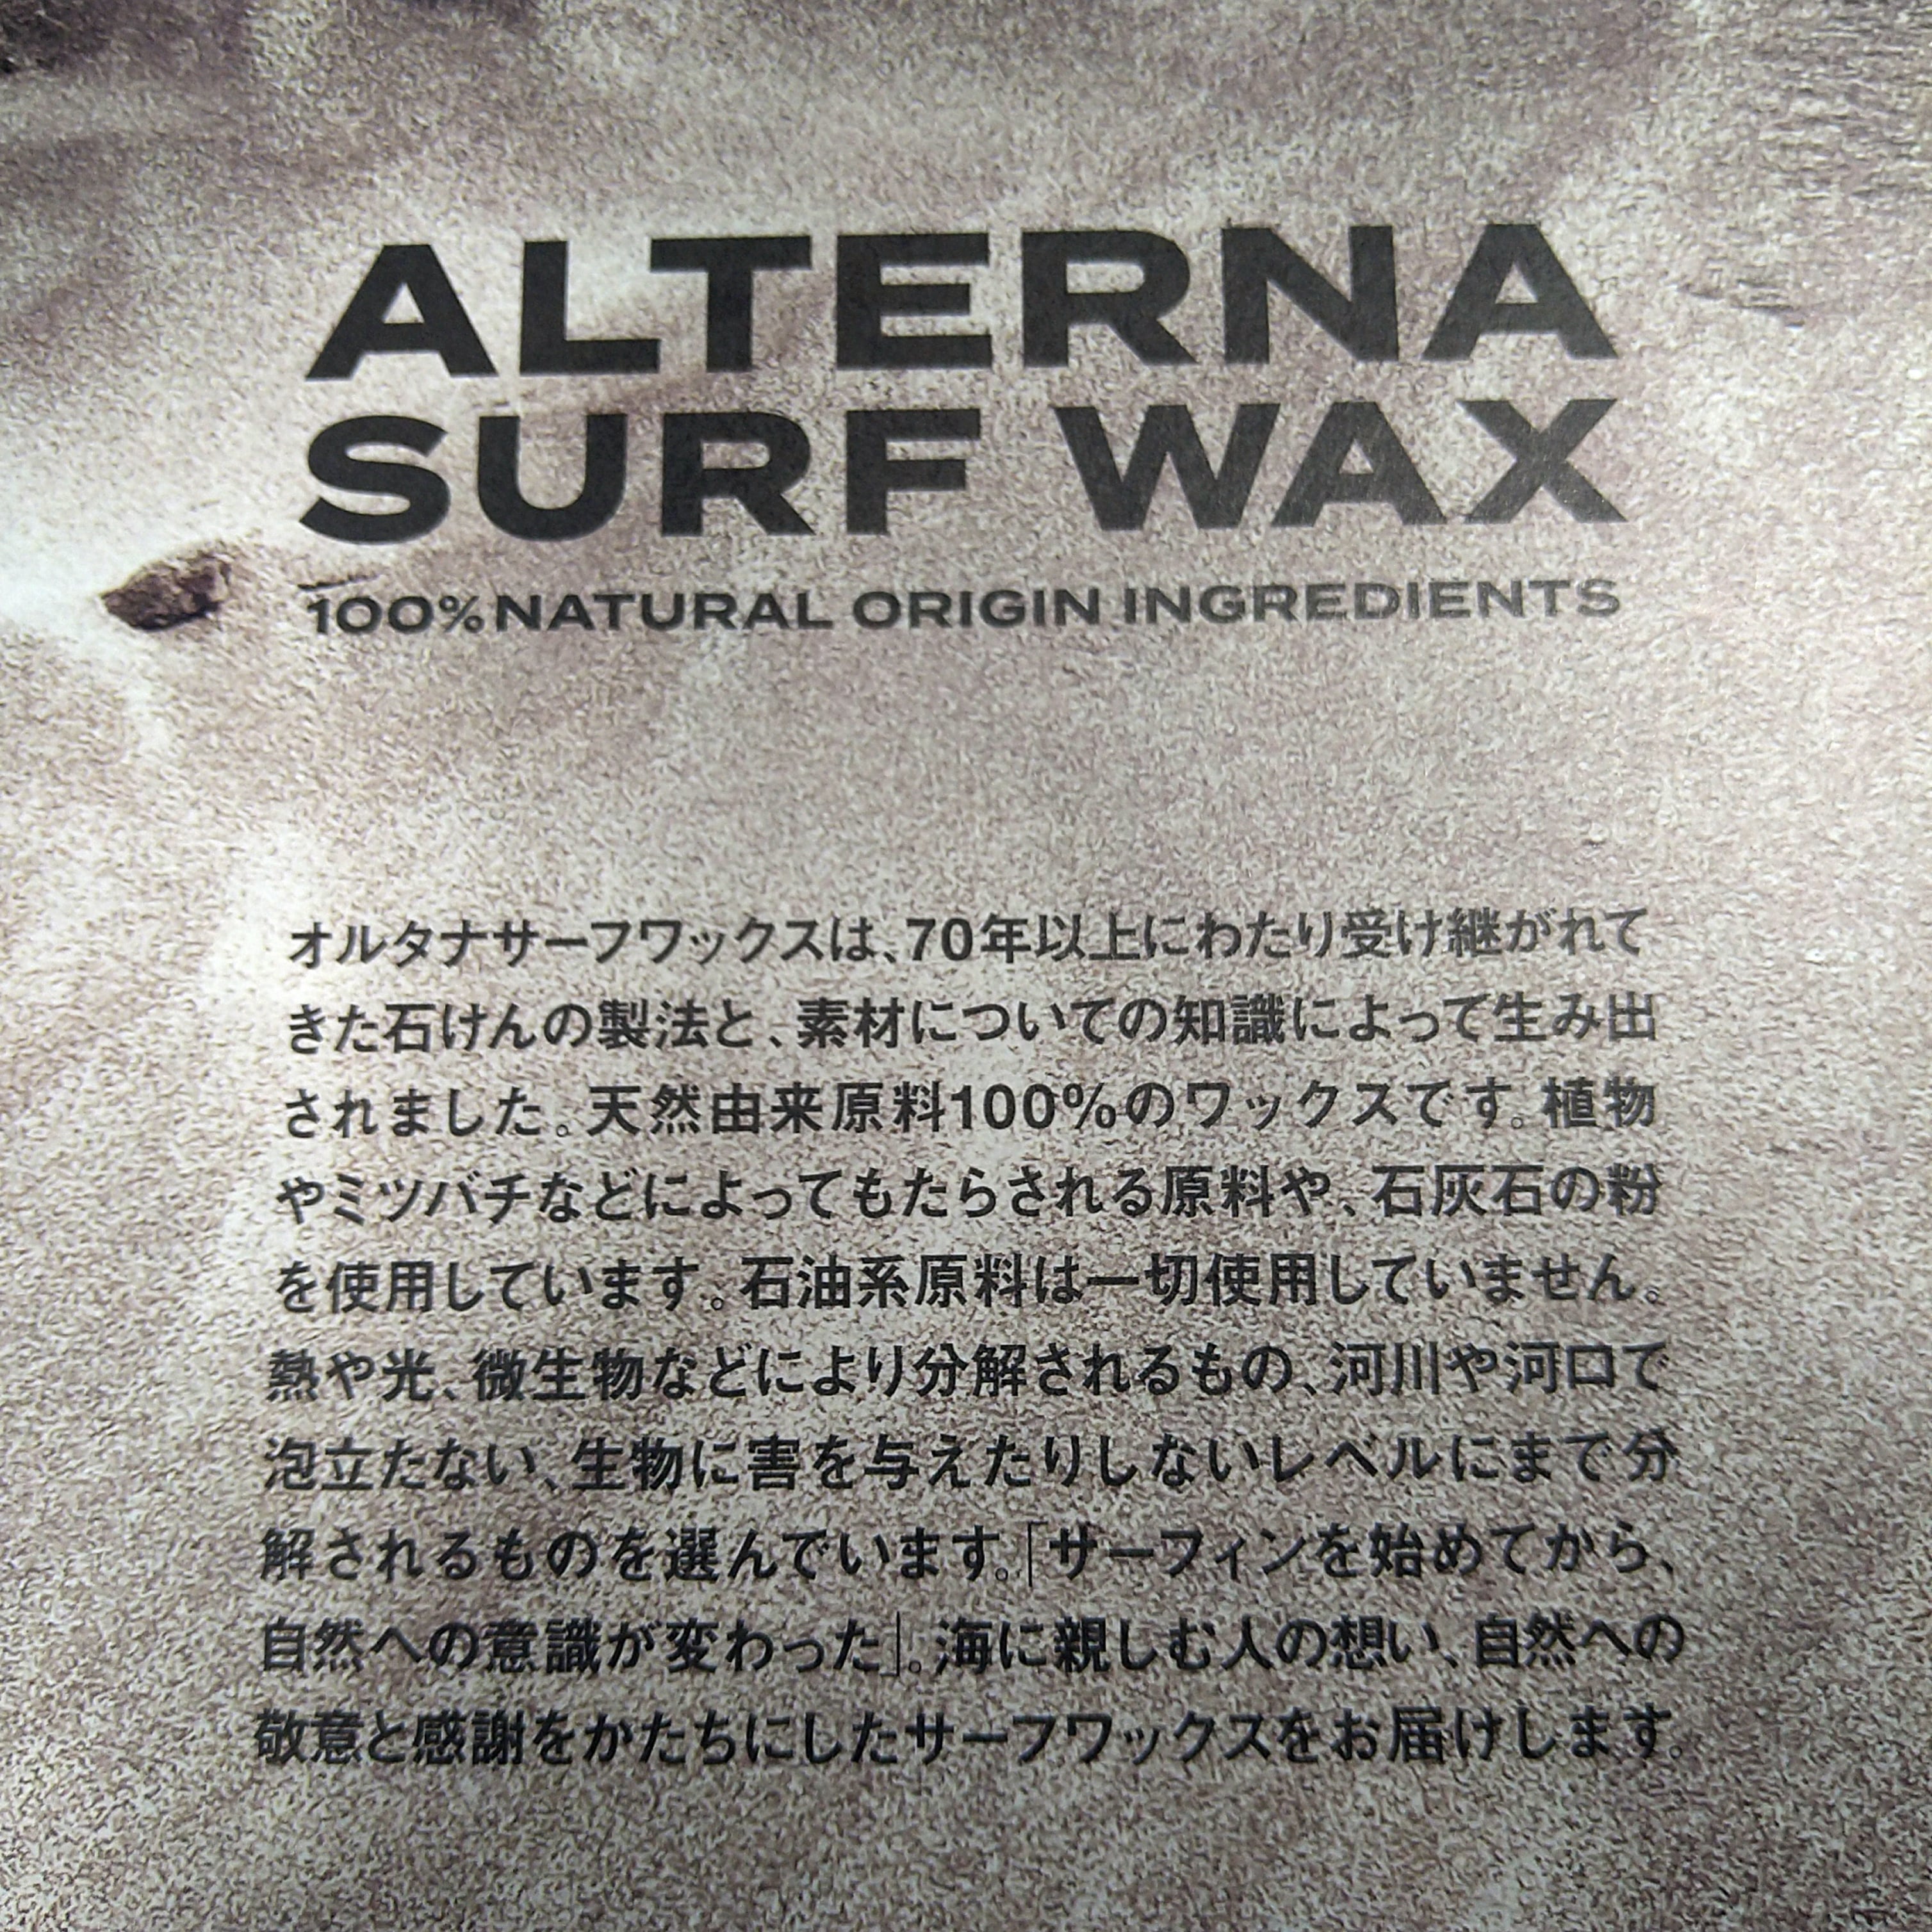 ALTERNA
SURF WAX
100% NATURAL ORIGIN INGREDIENTS
オルタナサーフワックスは、70年以上にわたり受け継がれて
きた石けんの製法と、素材についての知識によって生み出
されました。天然由来原料100%のワックスです。植物
やミツバチなどによってもたらされる原料や、石灰石の粉
を使用しています。石油系原料は一切使用していません。
熱や光、微生物などにより分解されるもの、河川や河口で
泡立たない、生物に害を与えたりしないレベルにまで分
解されるものを選んでいます。「サーフィンを始めてから、
自然への意識が変わった」。海に親しむ人の想い、自然への
敬意と感謝をかたちにしたサーフワックスをお届けします。